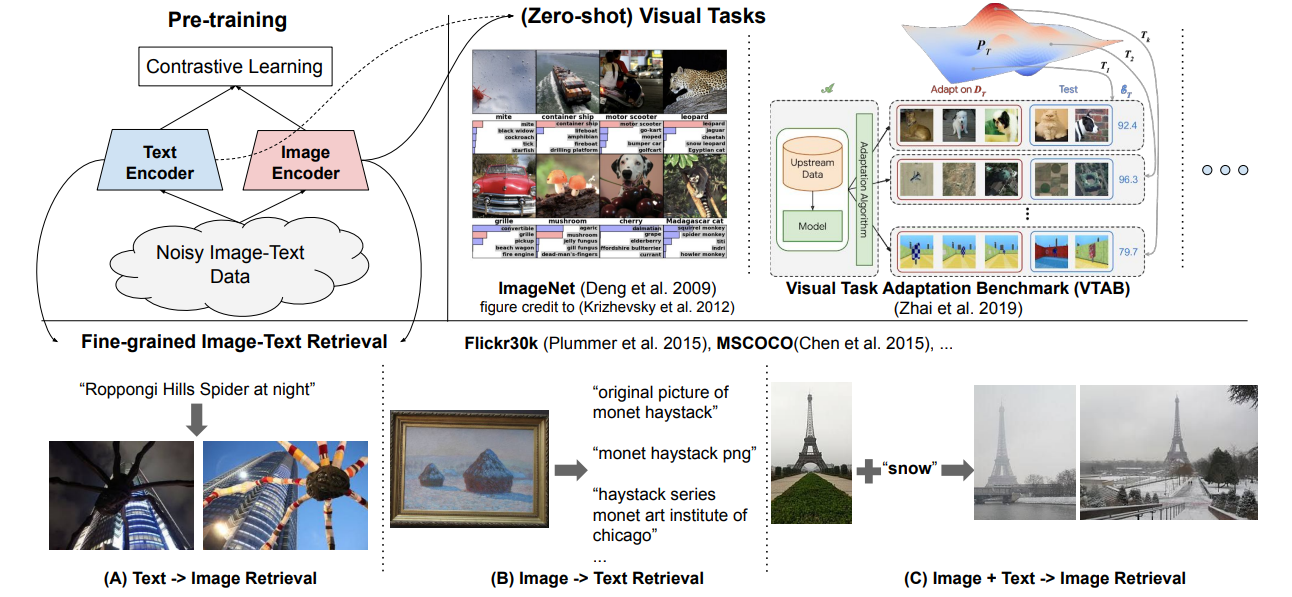 Pre-training
Contrastive Learning
Text
Encoder
Image
Encoder
Noisy Image-Text
Data
(Zero-shot) Visual Tasks
mite
container ship
motor scooter
leopard
mite
black widow
cockroach
tick
starfish
container ship
lifeboat
amphibian
fireboat
drilling platform
motor scooter
go-kart
moped
bumper car
golfcart
leopard
jaguar
cheetah
snow leopard
Egyptian cat
grille
mushroom
cherry
Madagascar cat
convertible
grille
pickup
beach wagon
fire engine
agaric
mushroom
jelly fungus
gill fungus
dead-man's-fingers
dalmatian
grape
elderberry
ffordshire bullterrier
currant
squirrel monkey
spider monkey
titi
indri
howler monkey
ImageNet (Deng et al. 2009)
figure credit to (Krizhevsky et al. 2012)
P_T
T_k
T_2
T_1
Adapt on D_T
Test
Upstream
Data
Model
Adaptation Algorithm
92.4
96.3
79.7
Visual Task Adaptation Benchmark (VTAB)
(Zhai et al. 2019)
Fine-grained Image-Text Retrieval
Flickr30k (Plummer et al. 2015), MSCOCO(Chen et al. 2015), ...
“Roppongi Hills Spider at night”
(A) Text -> Image Retrieval
“original picture of
monet haystack”
“monet haystack png”
“haystack series
monet art institute of
chicago”
...
(B) Image -> Text Retrieval
“snow”
(C) Image + Text -> Image Retrieval